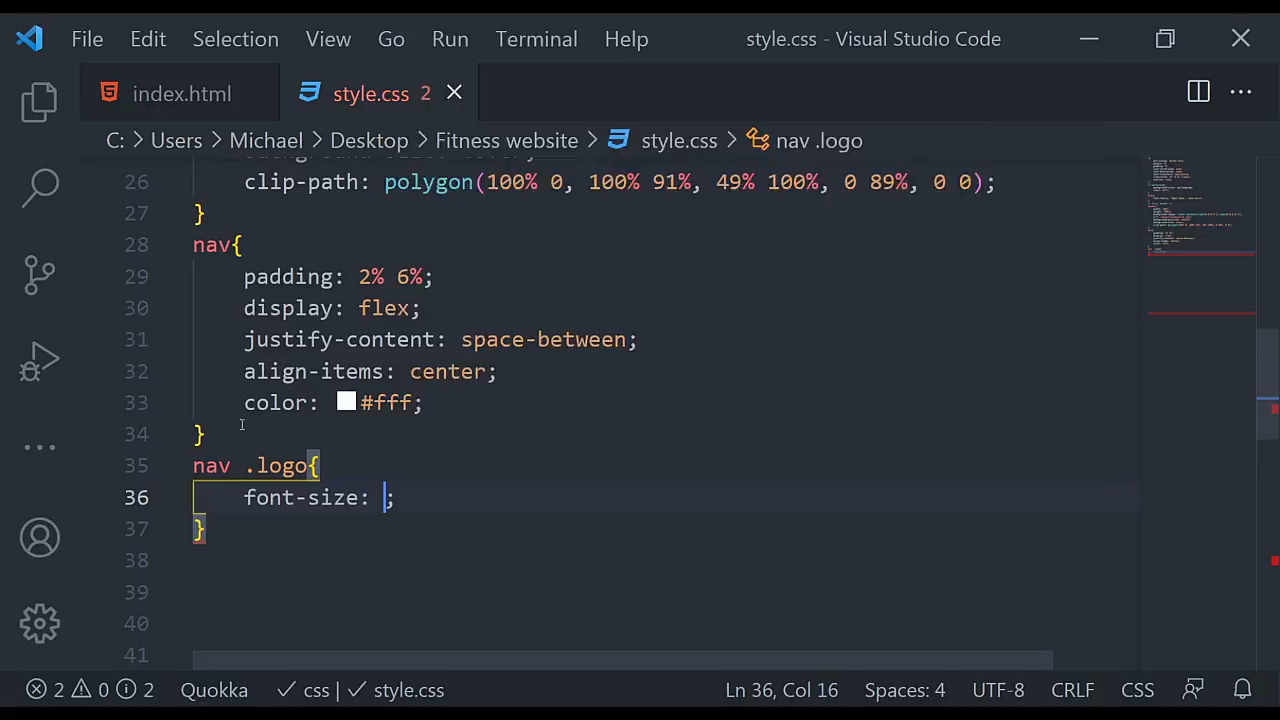 File Edit Selection View Go Run Terminal Help style.css - Visual Studio Code
index.html style.css 2
C: > Users > Michael > Desktop > Fitness website > style.css > nav .logo
26 clip-path: polygon(100% 0, 100% 91%, 49% 100%, 0 89%, 0 0);
27 }
28 nav{
29 padding: 2% 6%;
30 display: flex;
31 justify-content: space-between;
32 align-items: center;
33 color: #fff;
34 }
35 nav .logo{
36 font-size: ;
37 }
38
39
40
41
2 0 2 Quokka css | style.css Ln 36, Col 16 Spaces: 4 UTF-8 CRLF CSS